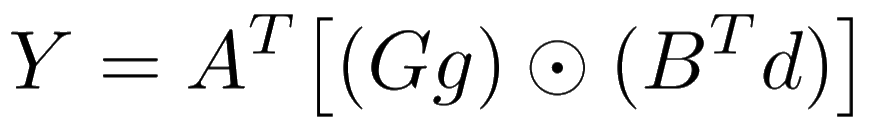 Y = A^T [(Gg) ⊙ (B^T d)]